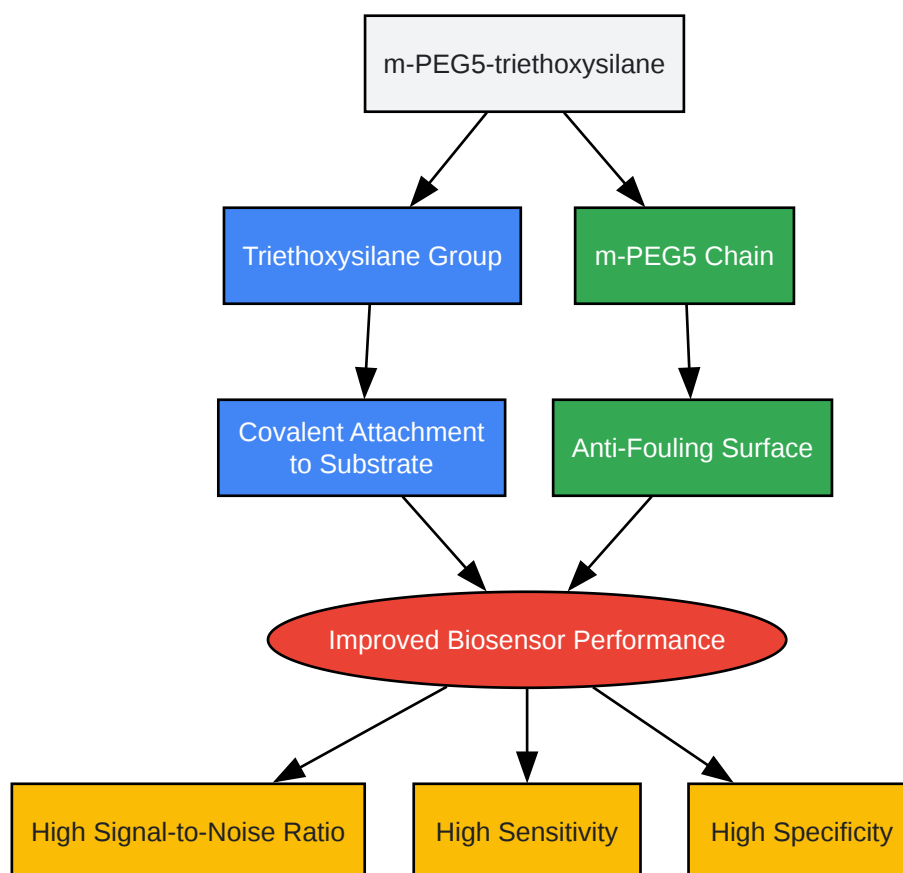 m-PEG5-triethoxysilane
Triethoxysilane Group
m-PEG5 Chain
Covalent Attachment
to Substrate
Anti-Fouling Surface
Improved Biosensor Performance
High Signal-to-Noise Ratio
High Sensitivity
High Specificity